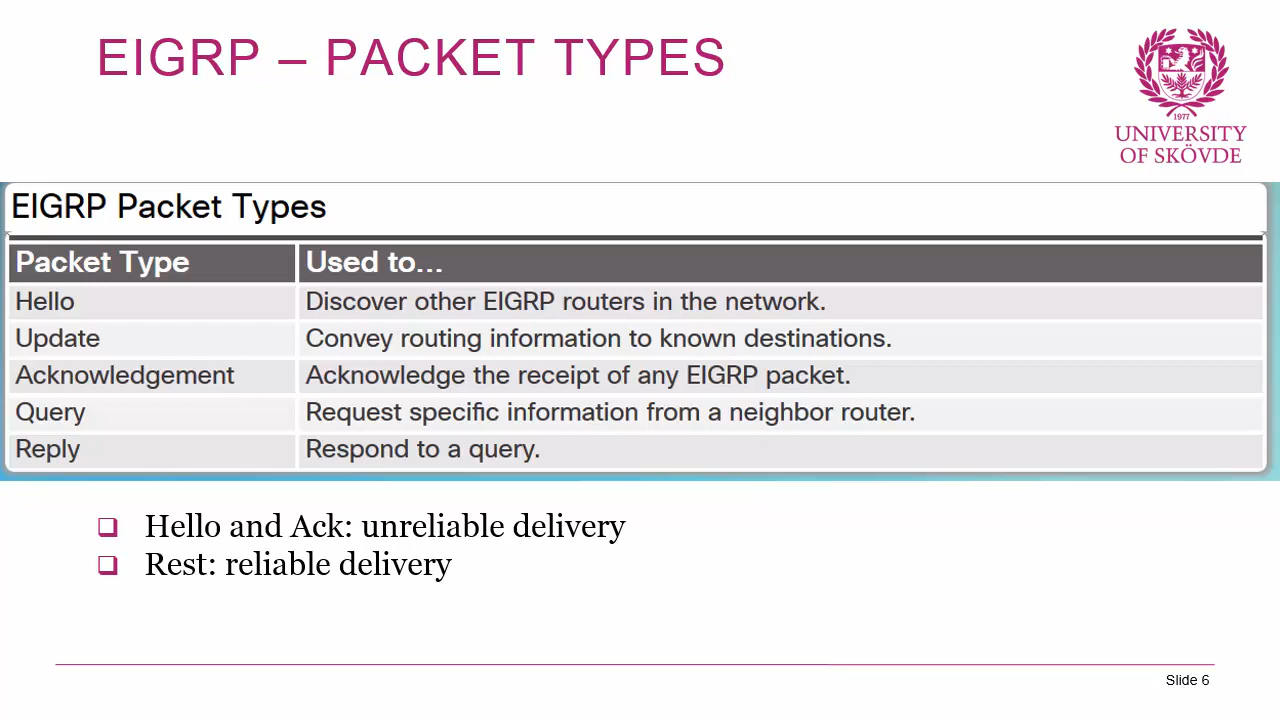 EIGRP – PACKET TYPES
1977
UNIVERSITY
OF SKÖVDE
EIGRP Packet Types
Packet Type Used to...
Hello Discover other EIGRP routers in the network.
Update Convey routing information to known destinations.
Acknowledgement Acknowledge the receipt of any EIGRP packet.
Query Request specific information from a neighbor router.
Reply Respond to a query.
❑ Hello and Ack: unreliable delivery
❑ Rest: reliable delivery
Slide 6